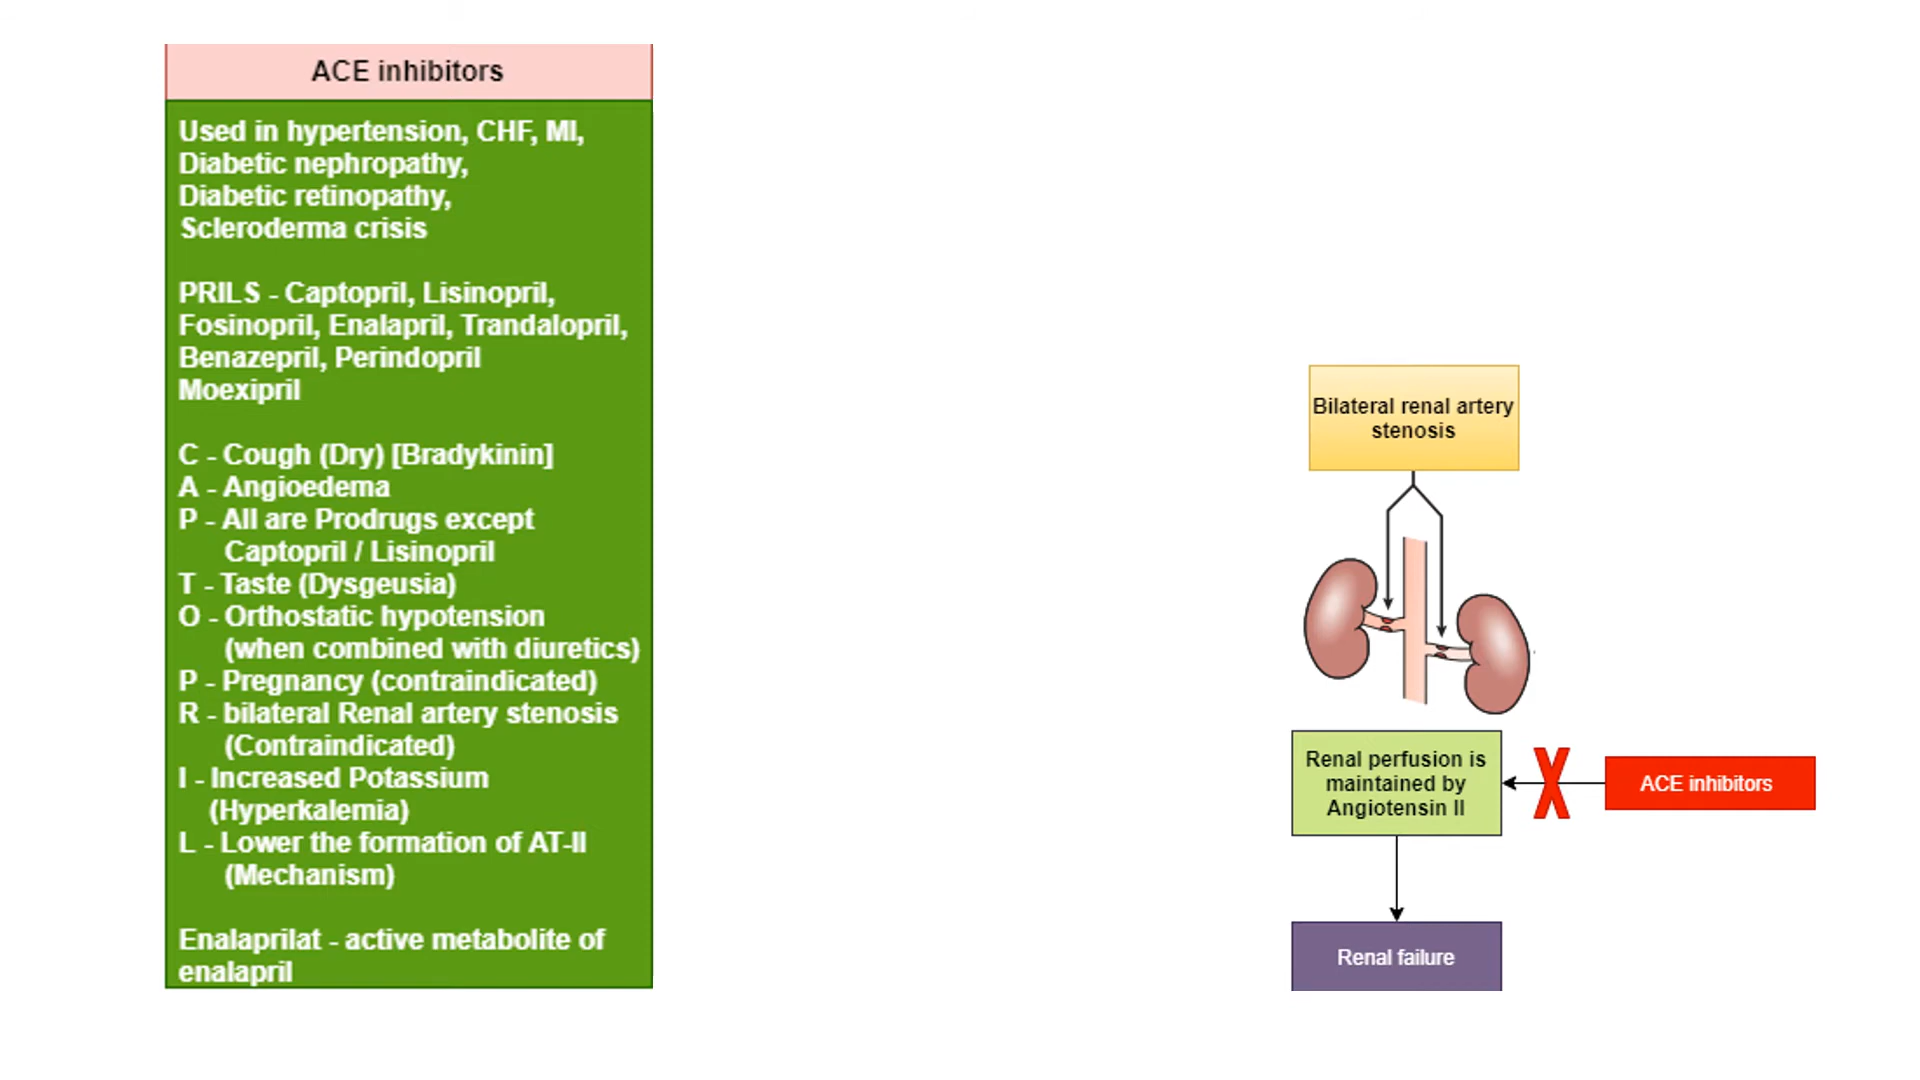 ACE inhibitors
Used in hypertension, CHF, MI,
Diabetic nephropathy,
Diabetic retinopathy,
Scleroderma crisis
PRILS - Captopril, Lisinopril,
Fosinopril, Enalapril, Trandalopril,
Benazepril, Perindopril
Moexipril
C - Cough (Dry) [Bradykinin]
A - Angioedema
P - All are Prodrugs except
Captopril / Lisinopril
T - Taste (Dysgeusia)
O - Orthostatic hypotension
(when combined with diuretics)
P - Pregnancy (contraindicated)
R - bilateral Renal artery stenosis
(Contraindicated)
I - Increased Potassium
(Hyperkalemia)
L - Lower the formation of AT-II
(Mechanism)
Enalaprilat - active metabolite of
enalapril
Bilateral renal artery
stenosis
Renal perfusion is
maintained by
Angiotensin II
X
ACE inhibitors
Renal failure